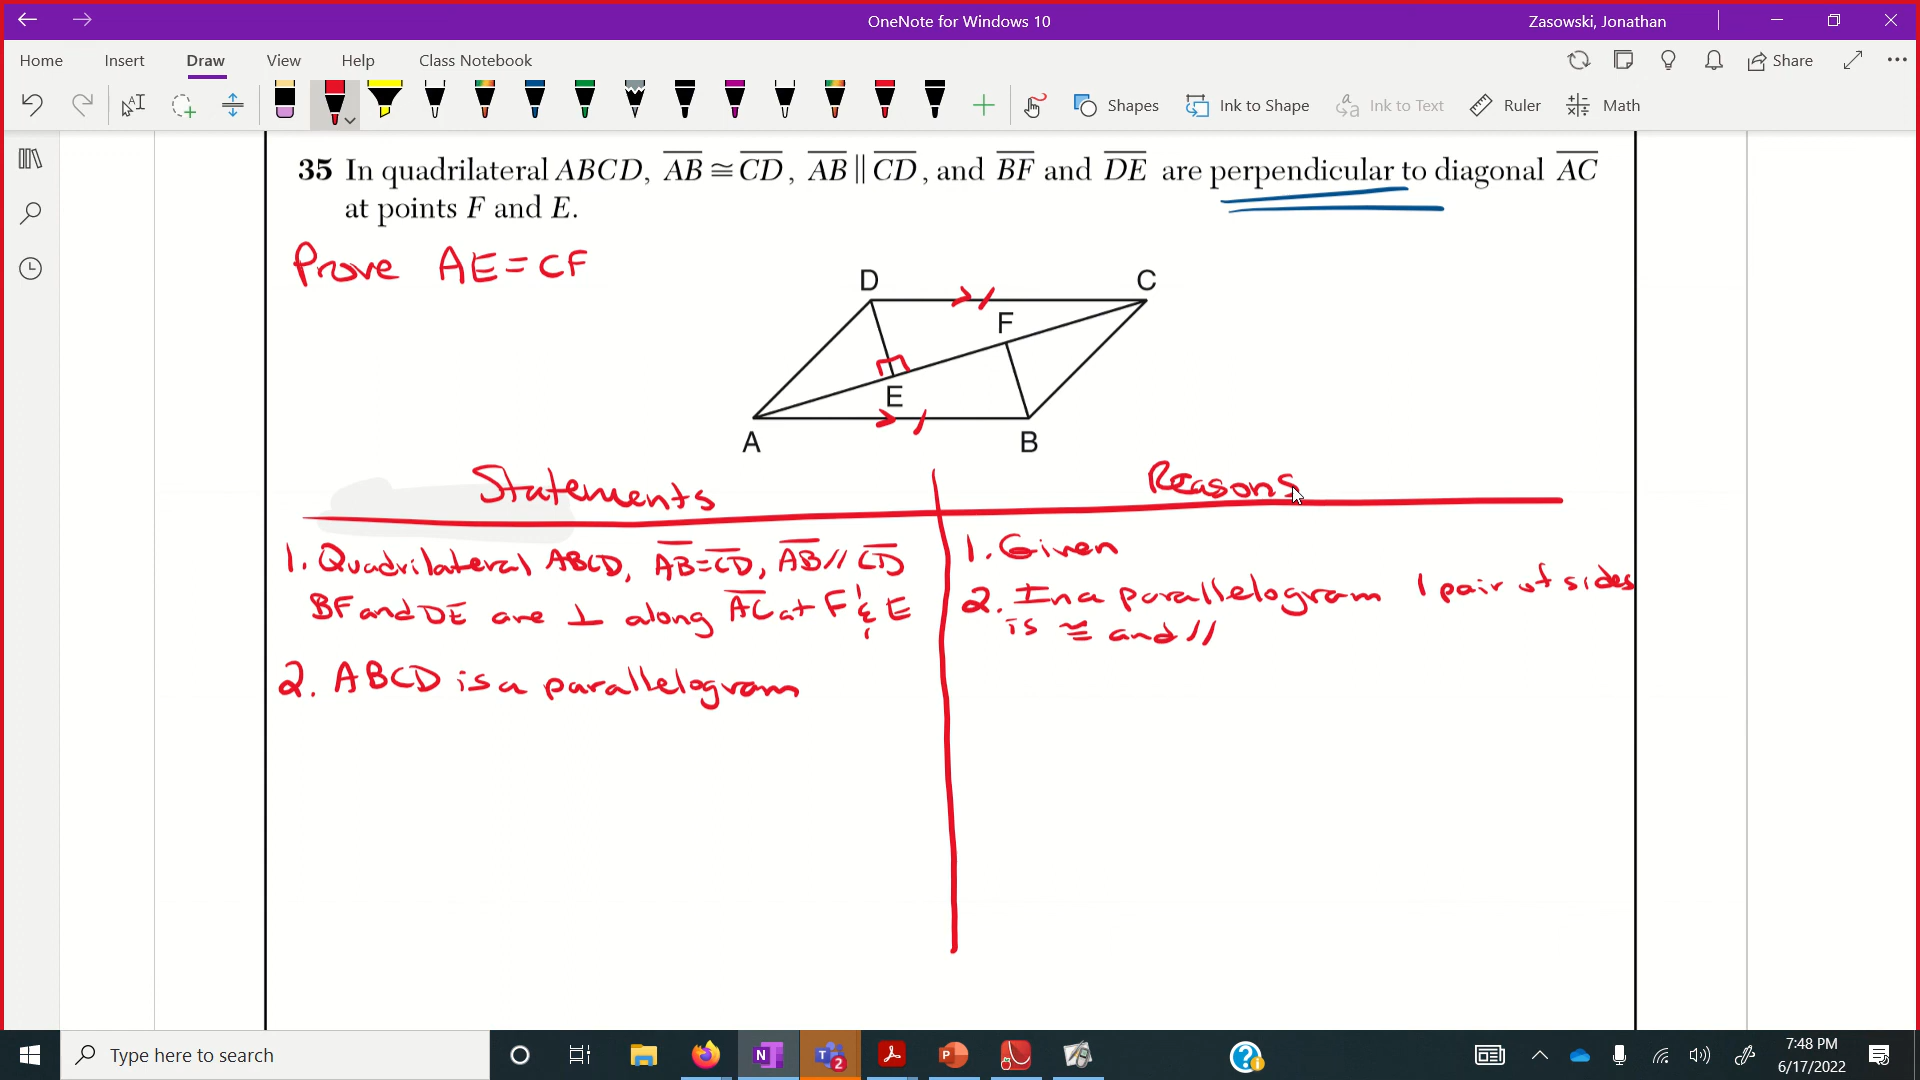 OneNote for Windows 10
Zasowski, Jonathan
Home Insert Draw View Help Class Notebook
Share
Shapes Ink to Shape Ink to Text Ruler Math
35 In quadrilateral ABCD, AB ≅ CD, AB || CD, and BF and DE are perpendicular to diagonal AC
at points F and E.
Prove AE = CF
D C
F
E
A B
Statements Reasons
1. Quadrilateral ABCD, AB = CD, AB // CD
BF and DE are ⊥ along AC at F & E
2. ABCD is a parallelogram
1. Given
2. In a parallelogram 1 pair of sides
is ≅ and //
Type here to search
N
T 2
P
7:48 PM
6/17/2022